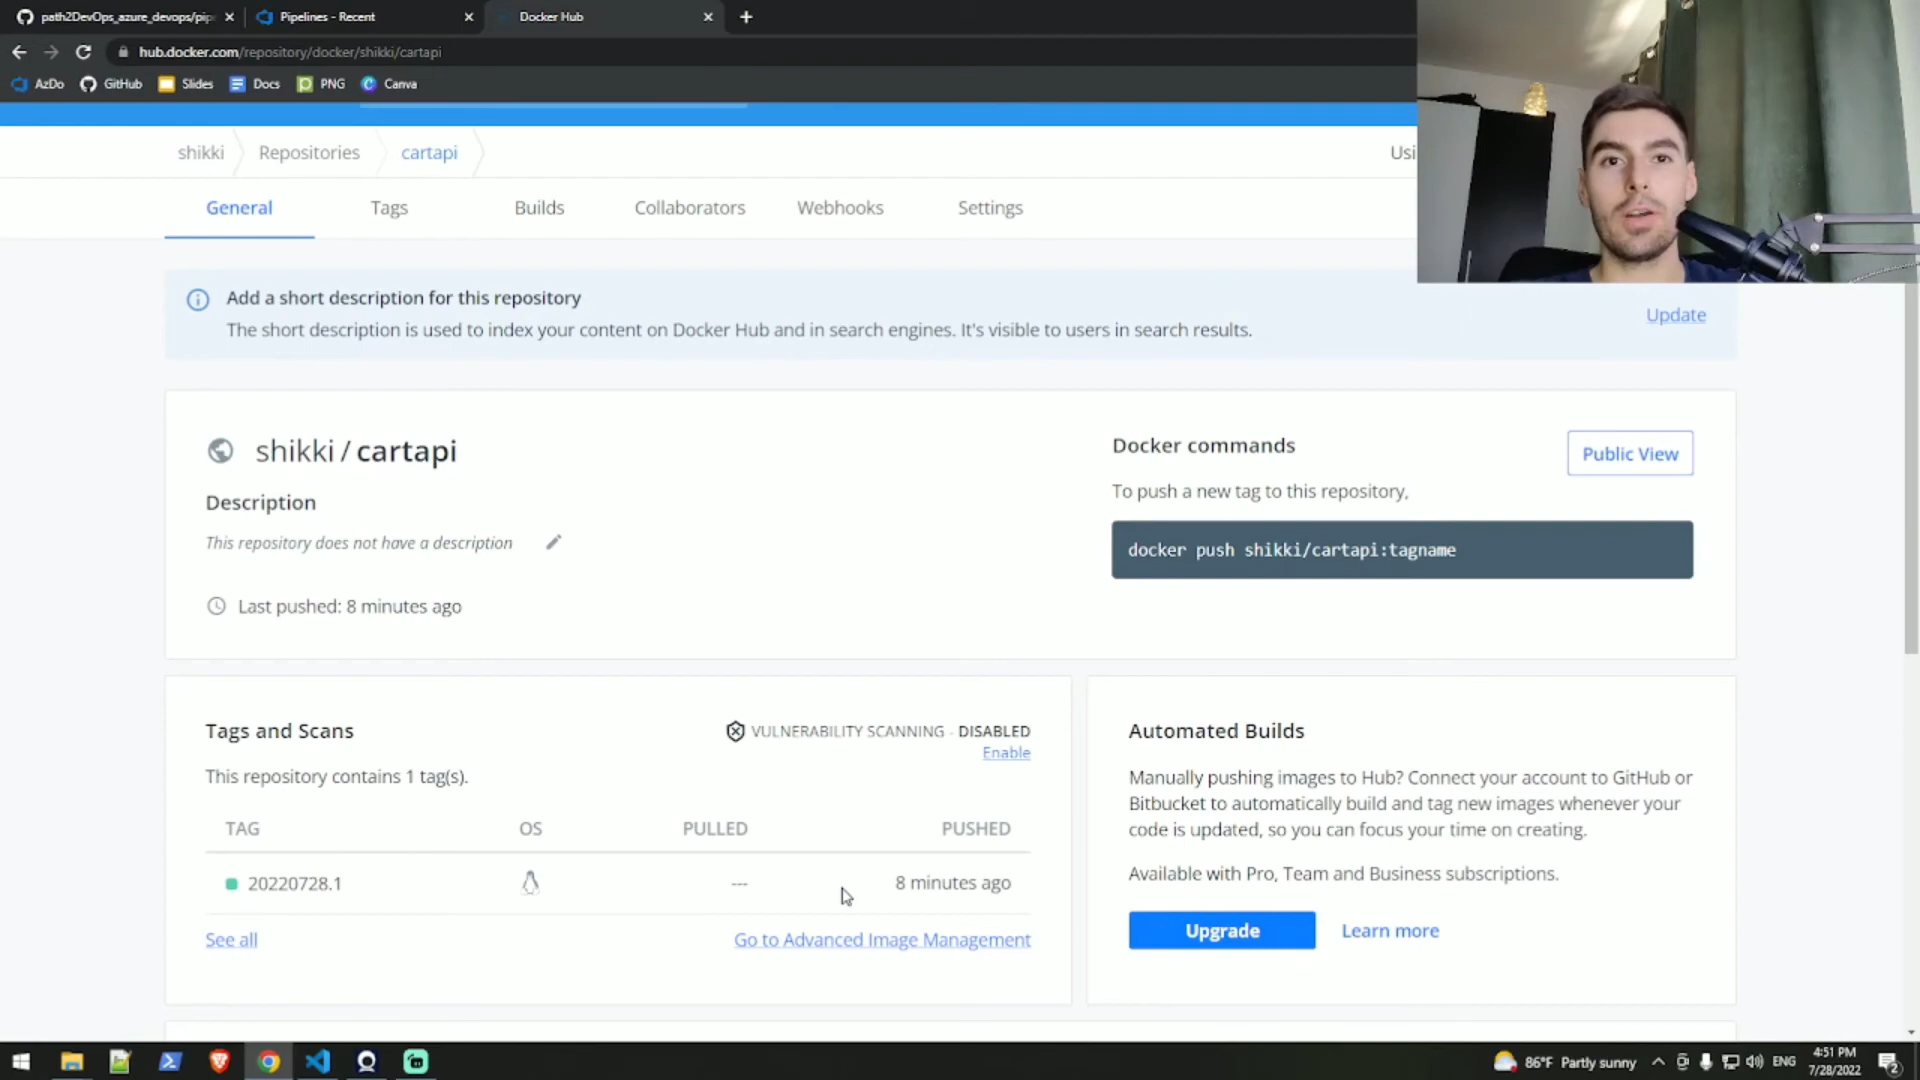 path2DevOps_azure_devops/pip
Pipelines - Recent
Docker Hub
hub.docker.com/repository/docker/shikki/cartapi
AzDo
GitHub
Slides
Docs
PNG
Canva
shikki
Repositories
cartapi
Usi
General
Tags
Builds
Collaborators
Webhooks
Settings
Add a short description for this repository
The short description is used to index your content on Docker Hub and in search engines. It's visible to users in search results.
Update
shikki / cartapi
Description
This repository does not have a description
Last pushed: 8 minutes ago
Docker commands
Public View
To push a new tag to this repository,
docker push shikki/cartapi:tagname
Tags and Scans
VULNERABILITY SCANNING - DISABLED
Enable
This repository contains 1 tag(s).
TAG
OS
PULLED
PUSHED
20220728.1
---
8 minutes ago
See all
Go to Advanced Image Management
Automated Builds
Manually pushing images to Hub? Connect your account to GitHub or
Bitbucket to automatically build and tag new images whenever your
code is updated, so you can focus your time on creating.
Available with Pro, Team and Business subscriptions.
Upgrade
Learn more
86°F Partly sunny
ENG
4:51 PM
7/28/2022
2